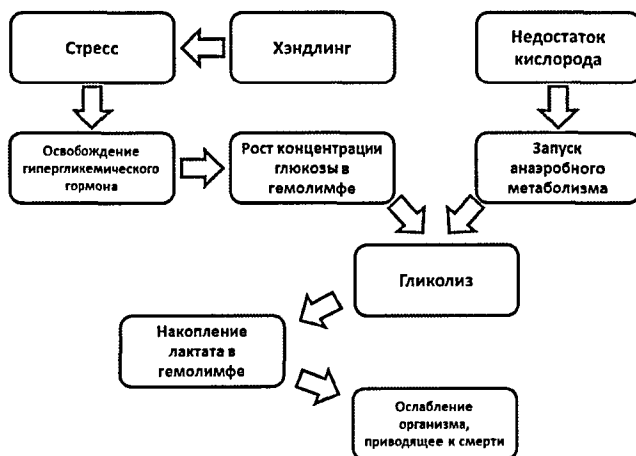 Стресс
Хэндлинг
Недостаток
кислорода
Освобождение
гипергликемического
гормона
Рост концентрации
глюкозы в
гемолимфе
Запуск
анаэробного
метаболизма
Гликолиз
Накопление
лактата в
гемолимфе
Ослабление
организма,
приводящее к смерти